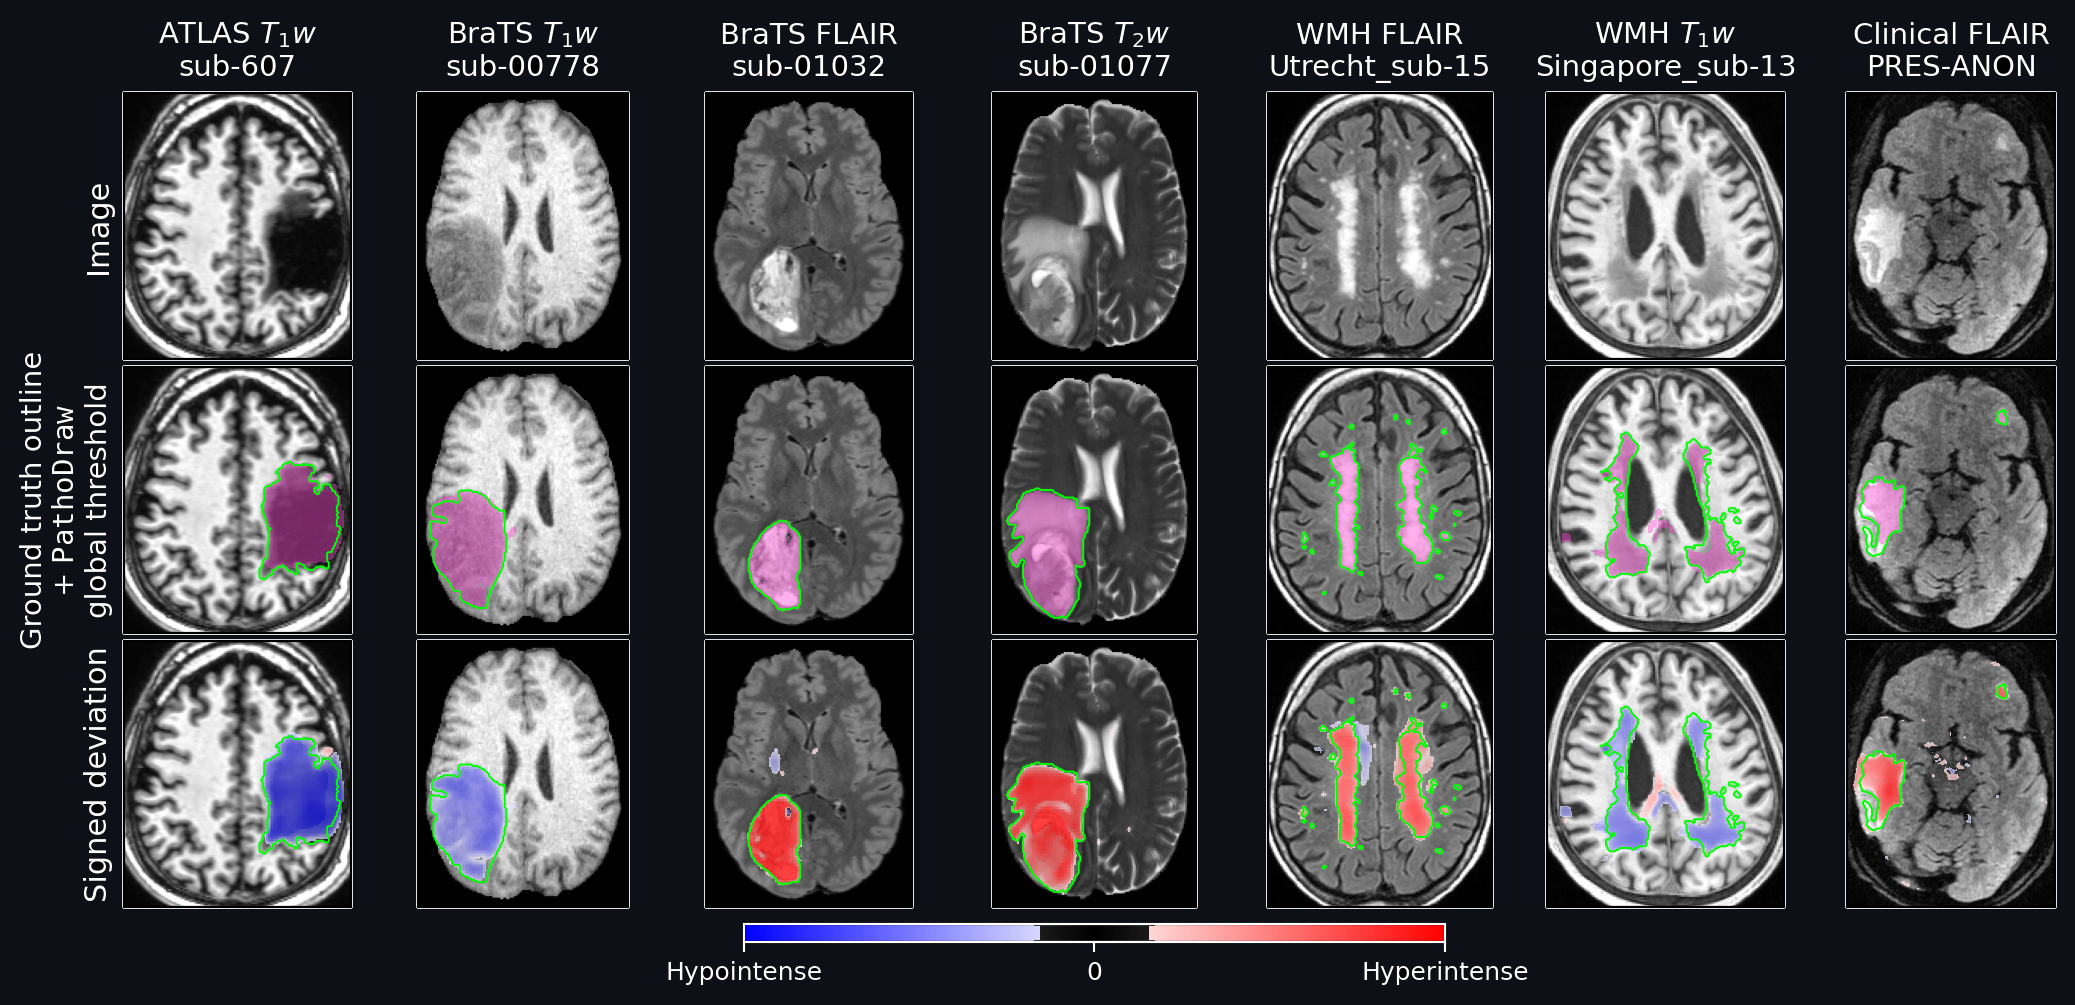 ATLAS T₁w
sub-607
BraTS T₁w
sub-00778
BraTS FLAIR
sub-01032
BraTS T₂w
sub-01077
WMH FLAIR
Utrecht_sub-15
WMH T₁w
Singapore_sub-13
Clinical FLAIR
PRES-ANON
Image
Ground truth outline
+ PathoDraw
global threshold
Signed deviation
Hypointense
0
Hyperintense